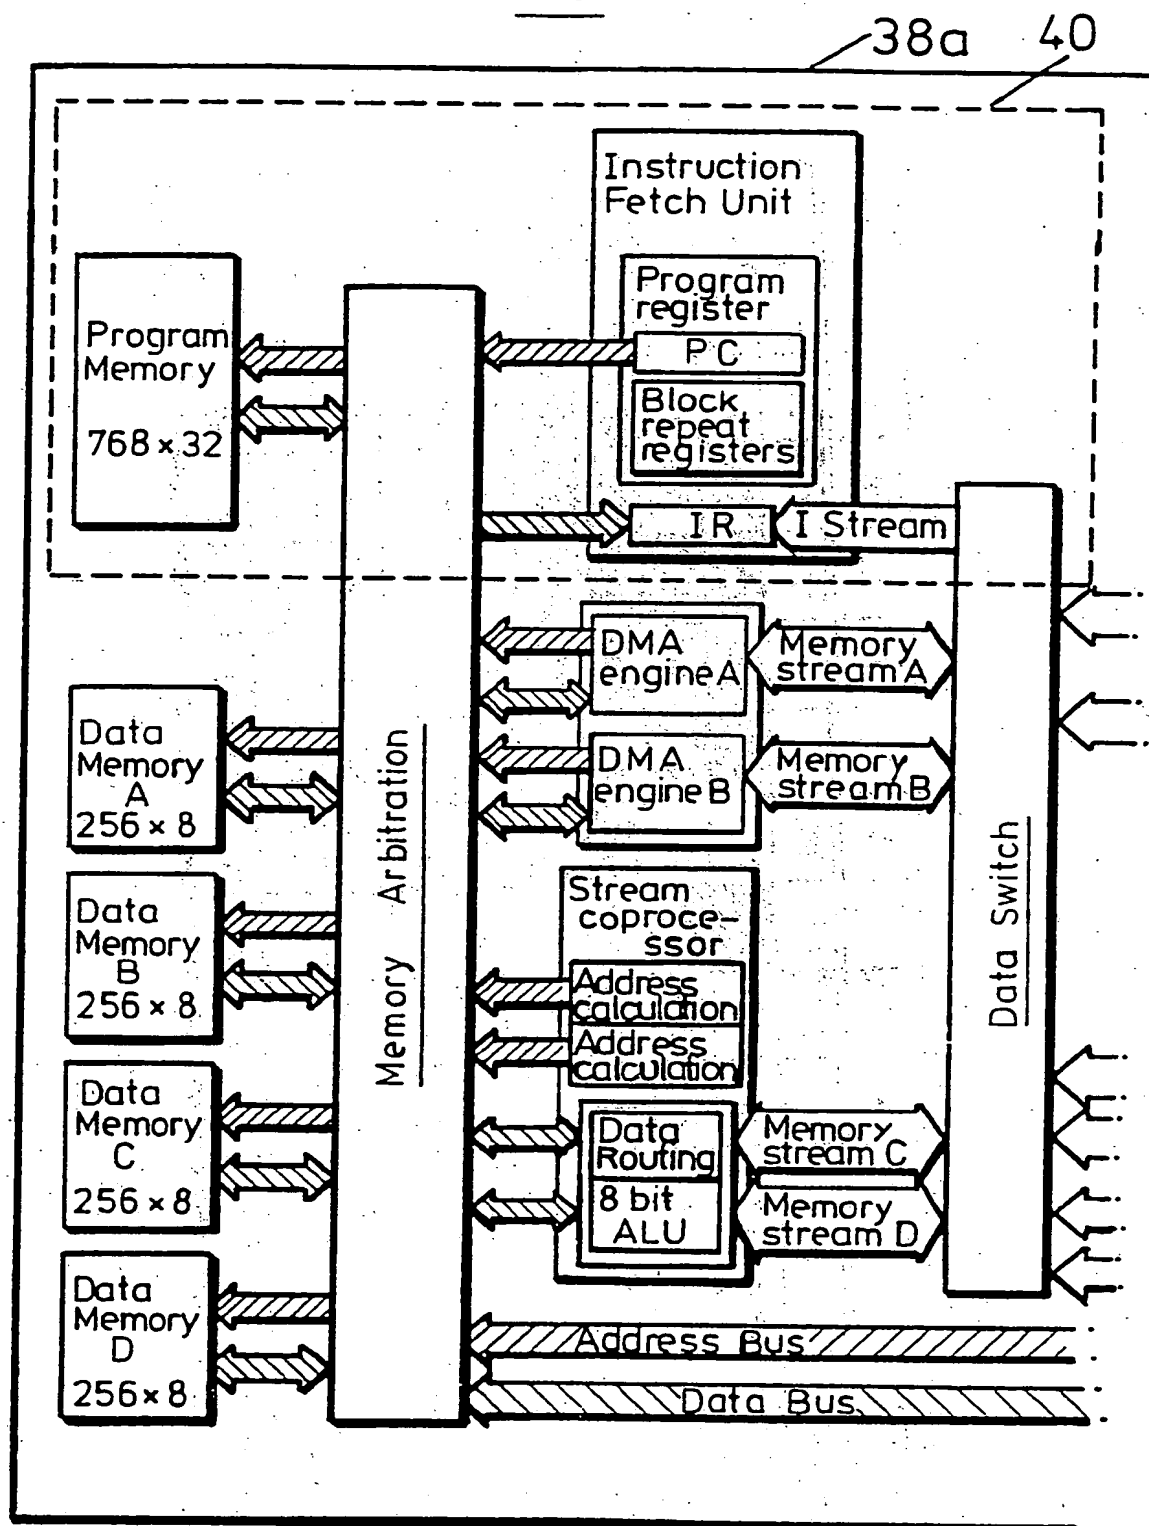 38a 40
Instruction
Fetch Unit
Program
register
PC
Block
repeat
registers
IR
I Stream
Program
Memory
768 × 32
Memory Arbitration
DMA
engine A
Memory
stream A
DMA
engine B
Memory
stream B
Data
Memory
A
256 × 8
Data
Memory
B
256 × 8
Data
Memory
C
256 × 8
Data
Memory
D
256 × 8
Stream
coproce-
ssor
Address
calculation
Address
calculation
Data
Routing
8 bit
ALU
Memory
stream C
Memory
stream D
Data Switch
Address Bus
Data Bus